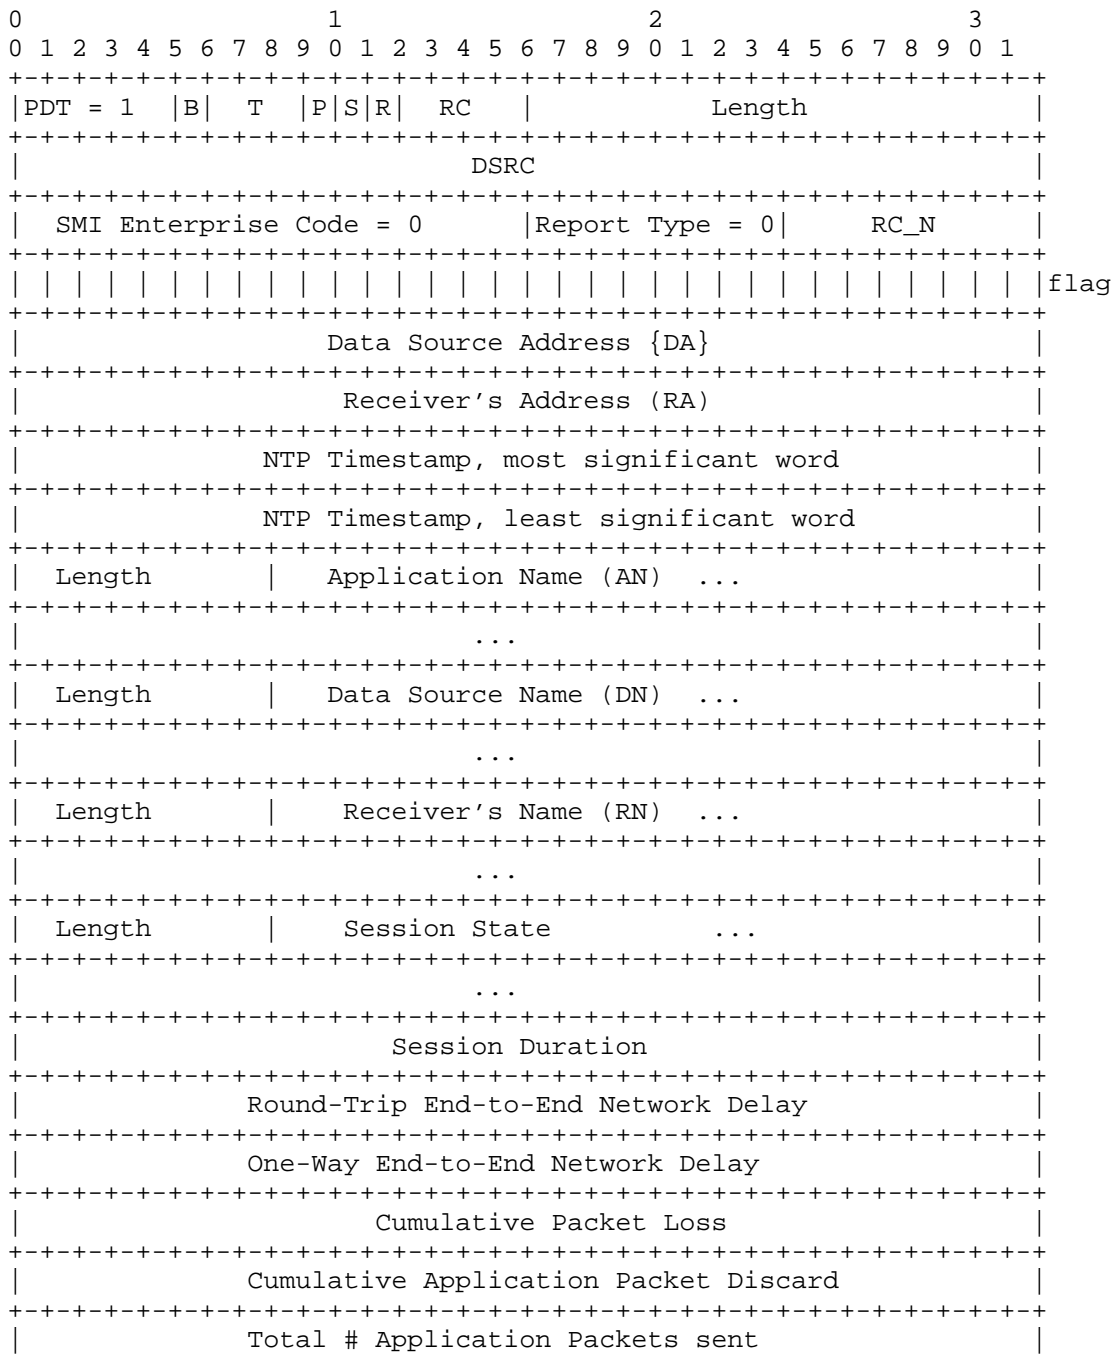 0                   1                   2                   3
0 1 2 3 4 5 6 7 8 9 0 1 2 3 4 5 6 7 8 9 0 1 2 3 4 5 6 7 8 9 0 1
+-+-+-+-+-+-+-+-+-+-+-+-+-+-+-+-+-+-+-+-+-+-+-+-+-+-+-+-+-+-+-+-+
|PDT = 1  |B|  T  |P|S|R|  RC   |           Length              |
+-+-+-+-+-+-+-+-+-+-+-+-+-+-+-+-+-+-+-+-+-+-+-+-+-+-+-+-+-+-+-+-+
|                            DSRC                               |
+-+-+-+-+-+-+-+-+-+-+-+-+-+-+-+-+-+-+-+-+-+-+-+-+-+-+-+-+-+-+-+-+
|  SMI Enterprise Code = 0      |Report Type = 0|     RC_N      |
+-+-+-+-+-+-+-+-+-+-+-+-+-+-+-+-+-+-+-+-+-+-+-+-+-+-+-+-+-+-+-+-+
| | | | | | | | | | | | | | | | | | | | | | | | | | | | | | | | |flag
+-+-+-+-+-+-+-+-+-+-+-+-+-+-+-+-+-+-+-+-+-+-+-+-+-+-+-+-+-+-+-+-+
|                   Data Source Address {DA}                    |
+-+-+-+-+-+-+-+-+-+-+-+-+-+-+-+-+-+-+-+-+-+-+-+-+-+-+-+-+-+-+-+-+
|                    Receiver's Address (RA)                    |
+-+-+-+-+-+-+-+-+-+-+-+-+-+-+-+-+-+-+-+-+-+-+-+-+-+-+-+-+-+-+-+-+
|               NTP Timestamp, most significant word            |
+-+-+-+-+-+-+-+-+-+-+-+-+-+-+-+-+-+-+-+-+-+-+-+-+-+-+-+-+-+-+-+-+
|               NTP Timestamp, least significant word           |
+-+-+-+-+-+-+-+-+-+-+-+-+-+-+-+-+-+-+-+-+-+-+-+-+-+-+-+-+-+-+-+-+
|  Length       |   Application Name (AN)  ...                  |
+-+-+-+-+-+-+-+-+-+-+-+-+-+-+-+-+-+-+-+-+-+-+-+-+-+-+-+-+-+-+-+-+
|                            ...                                |
+-+-+-+-+-+-+-+-+-+-+-+-+-+-+-+-+-+-+-+-+-+-+-+-+-+-+-+-+-+-+-+-+
|  Length       |   Data Source Name (DN)  ...                  |
+-+-+-+-+-+-+-+-+-+-+-+-+-+-+-+-+-+-+-+-+-+-+-+-+-+-+-+-+-+-+-+-+
|                            ...                                |
+-+-+-+-+-+-+-+-+-+-+-+-+-+-+-+-+-+-+-+-+-+-+-+-+-+-+-+-+-+-+-+-+
|  Length       |    Receiver's Name (RN)  ...                  |
+-+-+-+-+-+-+-+-+-+-+-+-+-+-+-+-+-+-+-+-+-+-+-+-+-+-+-+-+-+-+-+-+
|                            ...                                |
+-+-+-+-+-+-+-+-+-+-+-+-+-+-+-+-+-+-+-+-+-+-+-+-+-+-+-+-+-+-+-+-+
|  Length       |    Session State          ...                 |
+-+-+-+-+-+-+-+-+-+-+-+-+-+-+-+-+-+-+-+-+-+-+-+-+-+-+-+-+-+-+-+-+
|                            ...                                |
+-+-+-+-+-+-+-+-+-+-+-+-+-+-+-+-+-+-+-+-+-+-+-+-+-+-+-+-+-+-+-+-+
|                       Session Duration                        |
+-+-+-+-+-+-+-+-+-+-+-+-+-+-+-+-+-+-+-+-+-+-+-+-+-+-+-+-+-+-+-+-+
|              Round-Trip End-to-End Network Delay              |
+-+-+-+-+-+-+-+-+-+-+-+-+-+-+-+-+-+-+-+-+-+-+-+-+-+-+-+-+-+-+-+-+
|              One-Way End-to-End Network Delay                 |
+-+-+-+-+-+-+-+-+-+-+-+-+-+-+-+-+-+-+-+-+-+-+-+-+-+-+-+-+-+-+-+-+
|                      Cumulative Packet Loss                   |
+-+-+-+-+-+-+-+-+-+-+-+-+-+-+-+-+-+-+-+-+-+-+-+-+-+-+-+-+-+-+-+-+
|              Cumulative Application Packet Discard            |
+-+-+-+-+-+-+-+-+-+-+-+-+-+-+-+-+-+-+-+-+-+-+-+-+-+-+-+-+-+-+-+-+
|              Total # Application Packets sent                 |